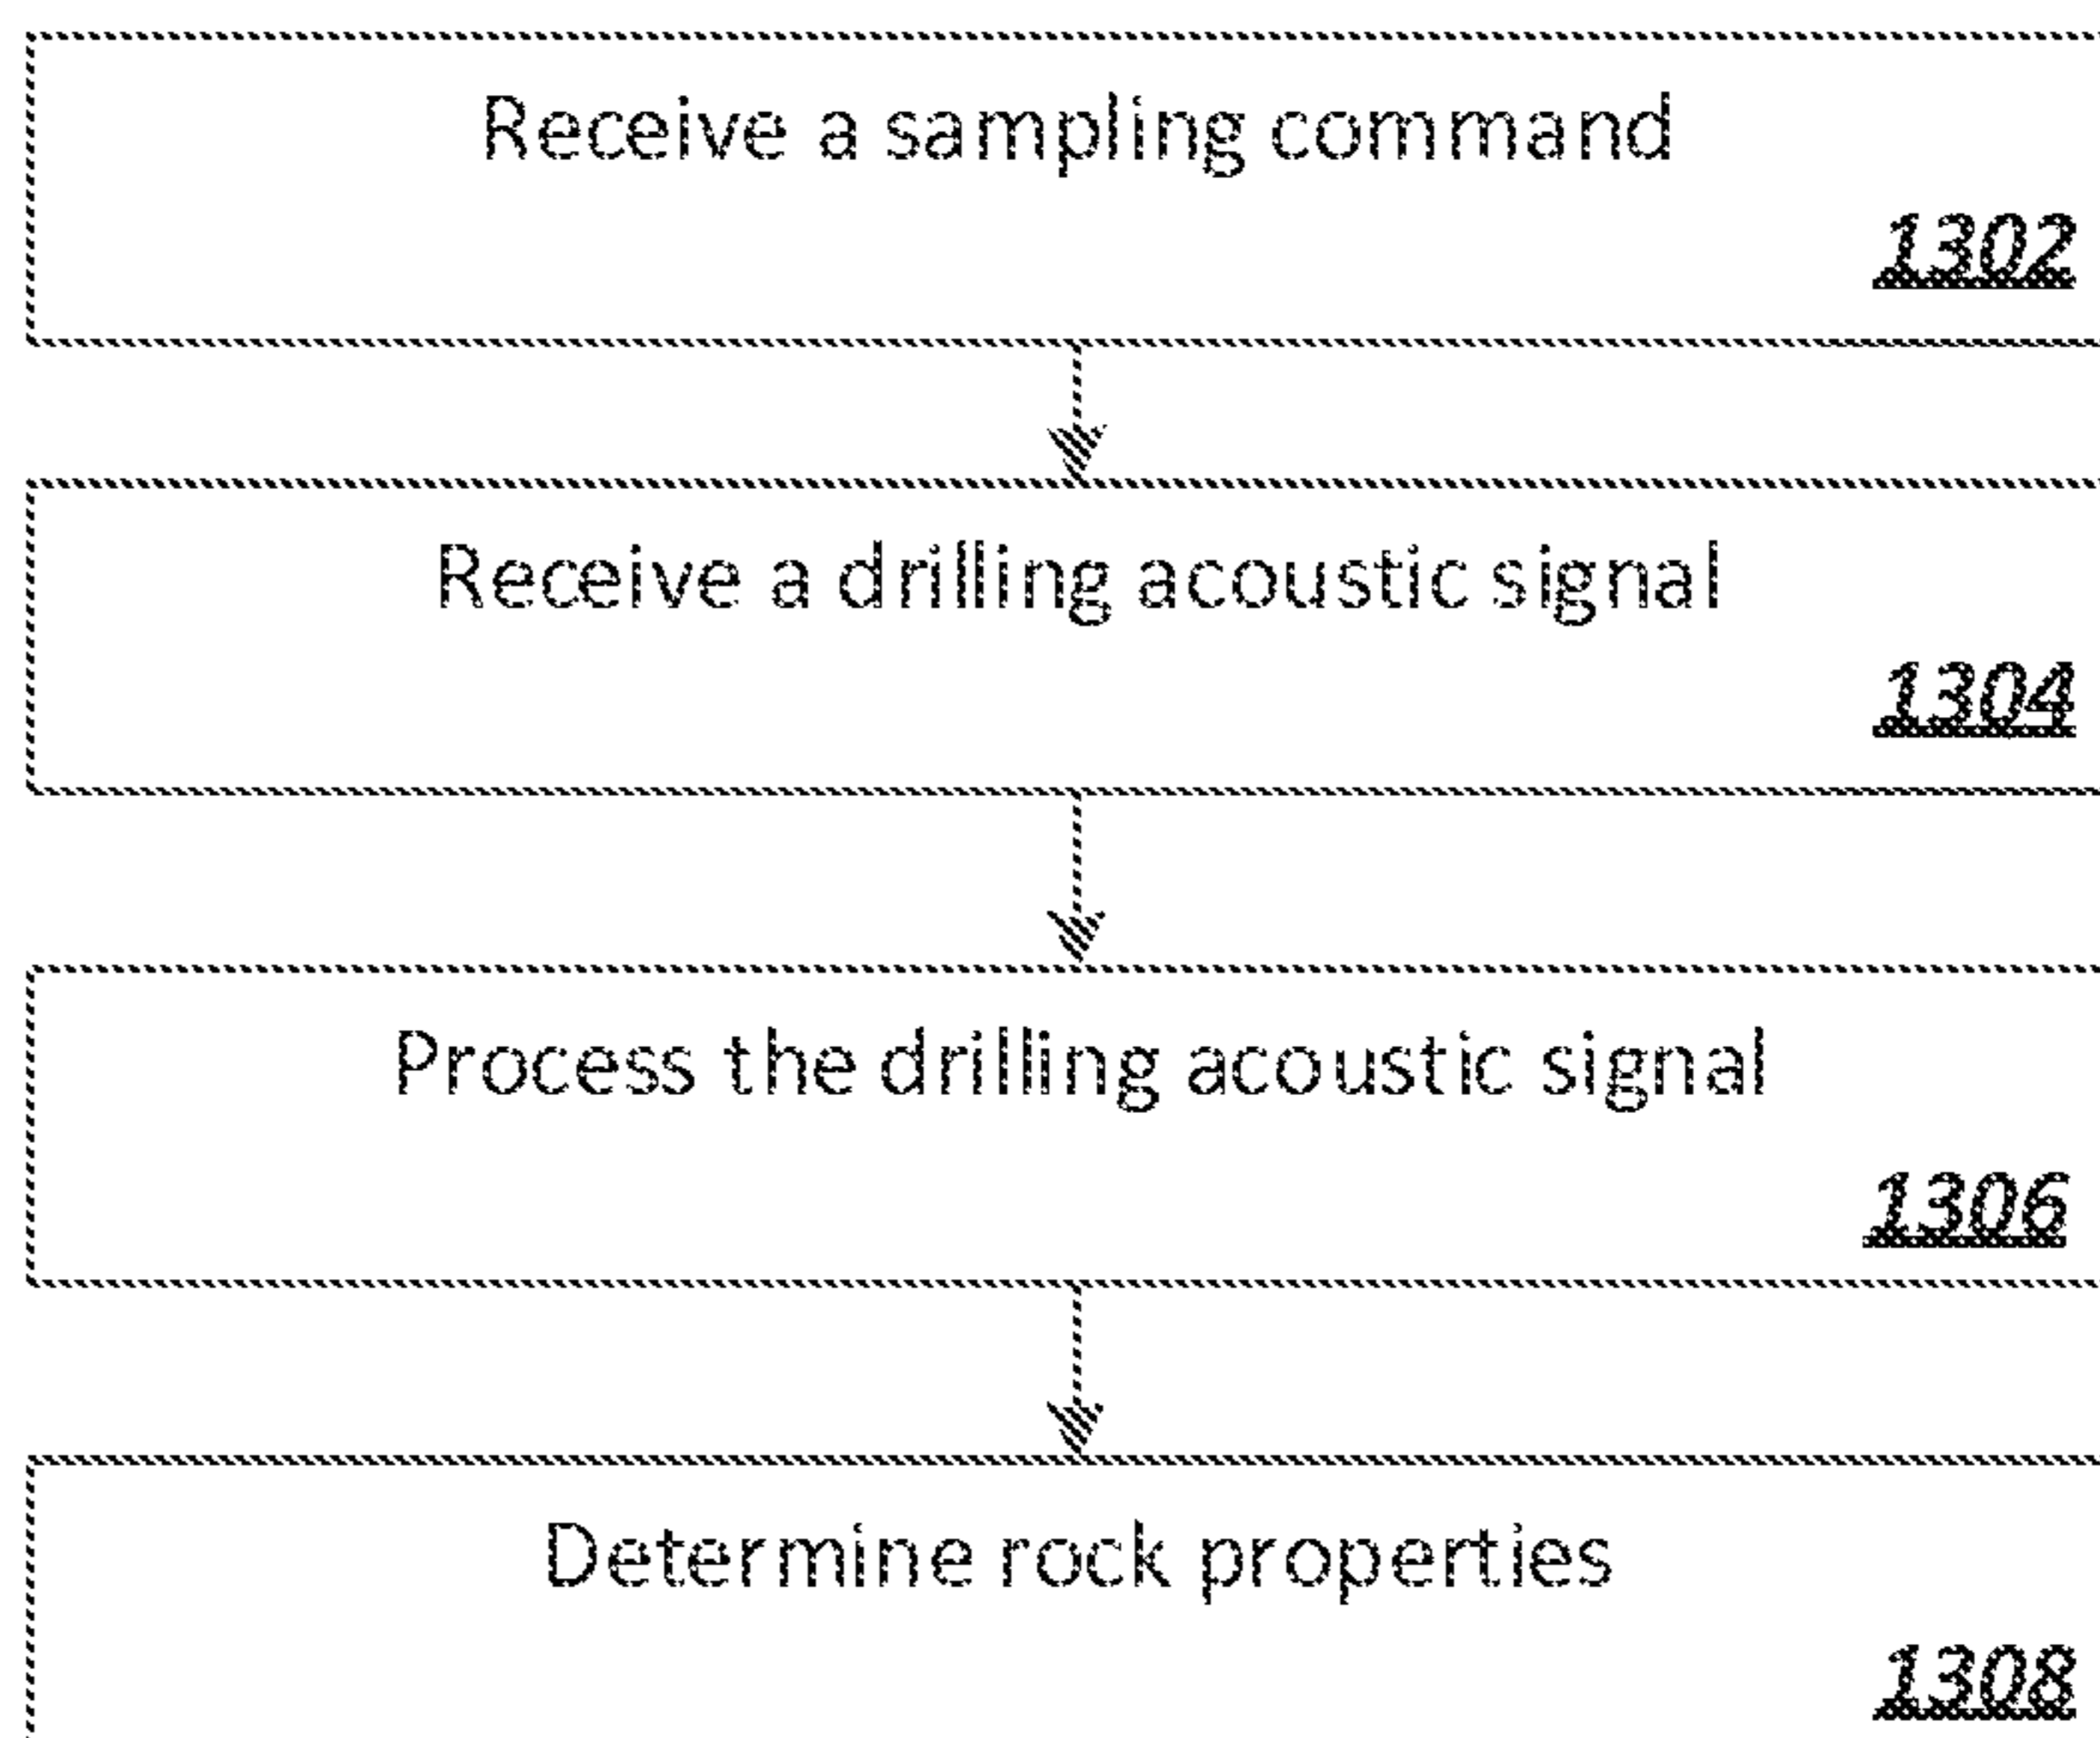 Receive a sampling command
1302
Receive a drilling acoustic signal
1304
Process the drilling acoustic signal
1306
Determine rock properties
1308